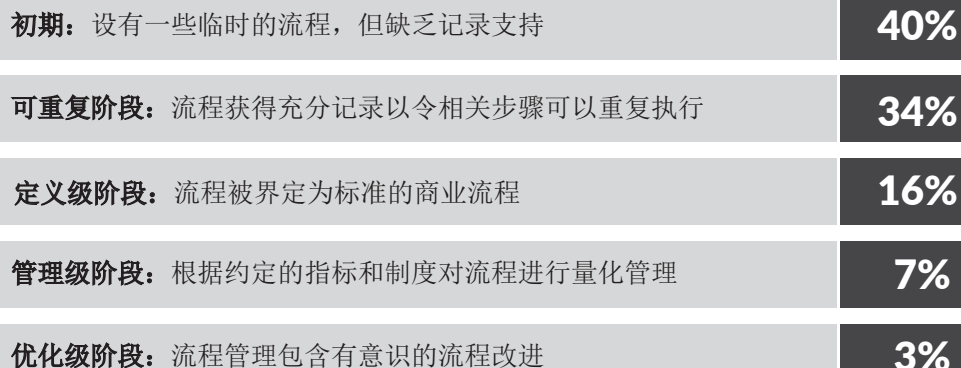 初期：设有一些临时的流程，但缺乏记录支持 40%
可重复阶段：流程获得充分记录以令相关步骤可以重复执行 34%
定义级阶段：流程被界定为标准的商业流程 16%
管理级阶段：根据约定的指标和制度对流程进行量化管理 7%
优化级阶段：流程管理包含有意识的流程改进 3%